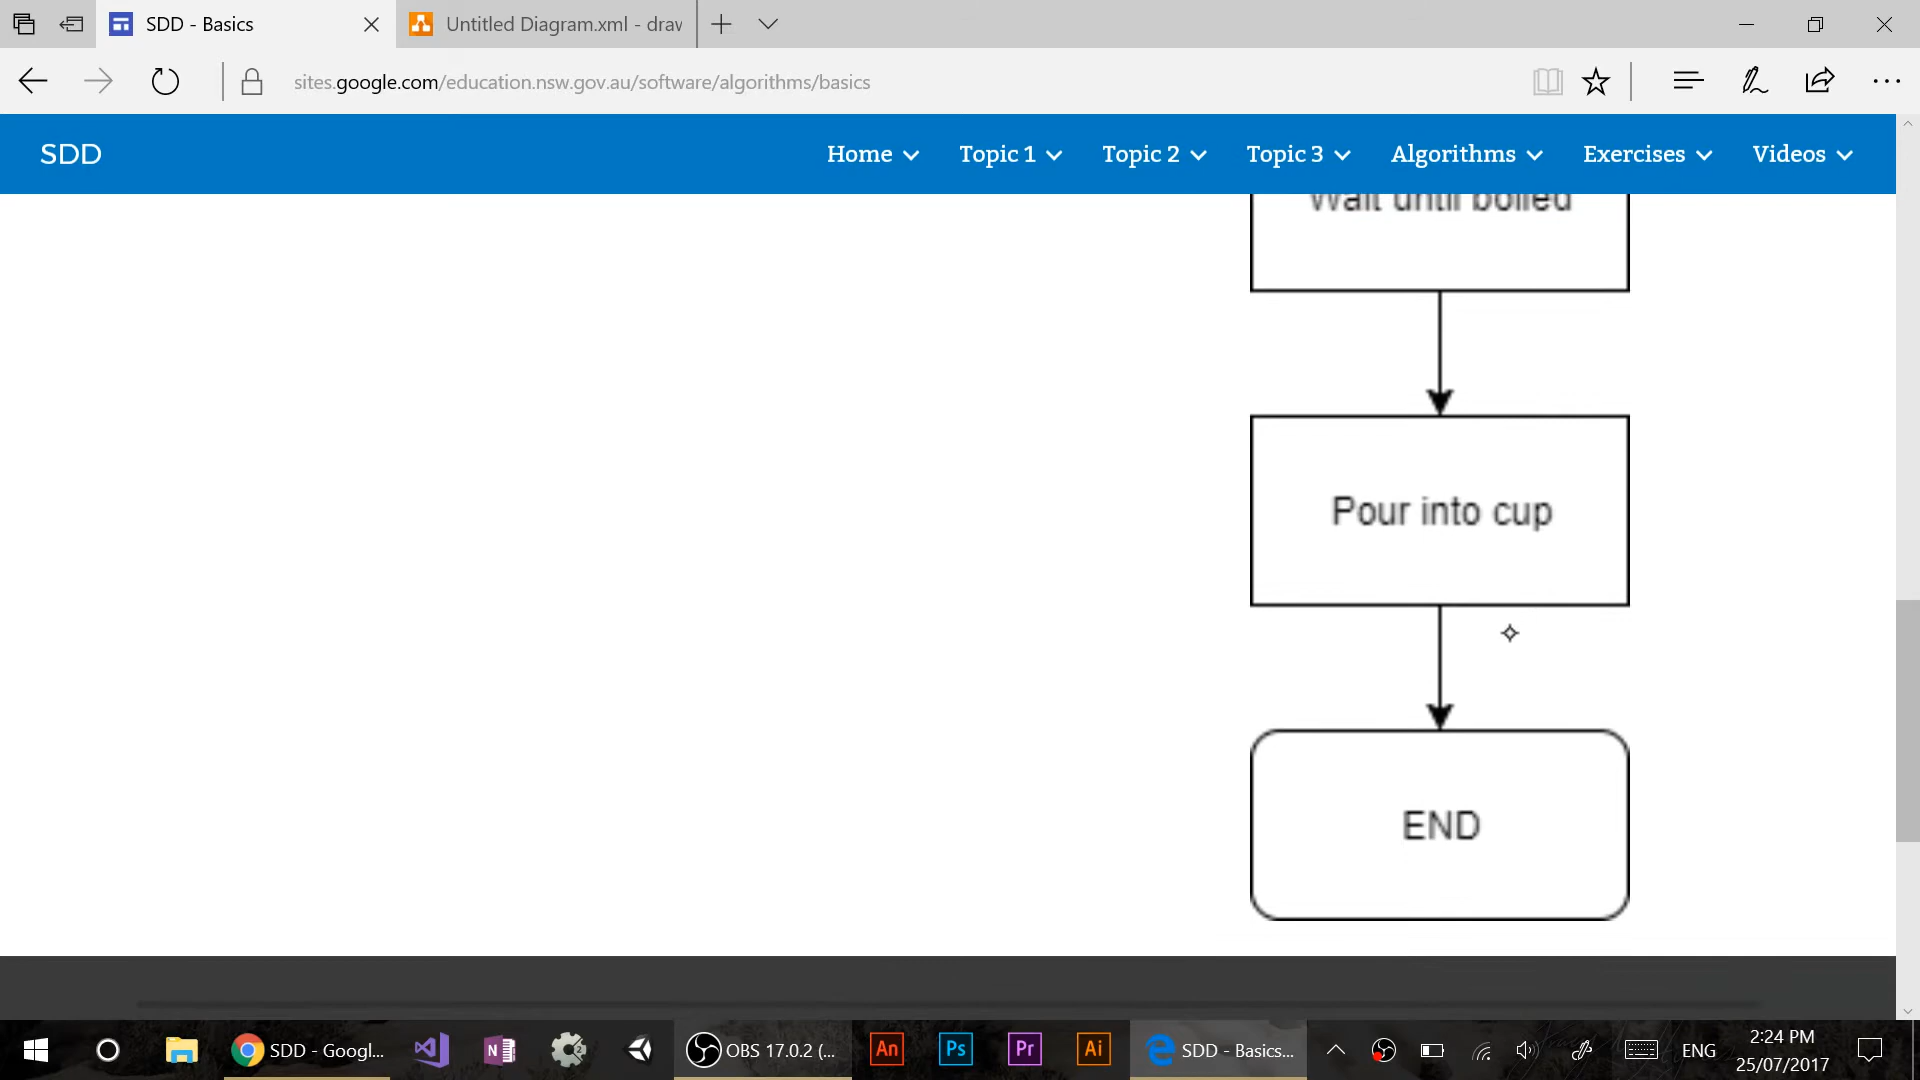 SDD - Basics
Untitled Diagram.xml - drav
sites.google.com/education.nsw.gov.au/software/algorithms/basics
SDD
Home
Topic 1
Topic 2
Topic 3
Algorithms
Exercises
Videos
Wait until boiled
Pour into cup
END
SDD - Googl...
OBS 17.0.2 (...
An
Ps
Pr
Ai
SDD - Basics...
ENG
2:24 PM
25/07/2017